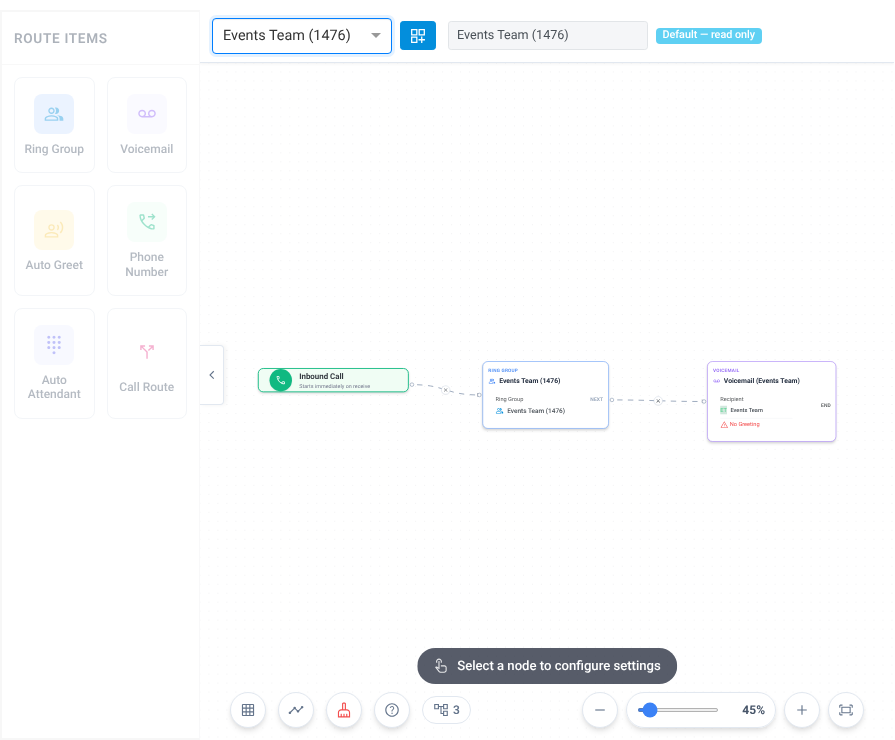 ROUTE ITEMS
Ring Group
Voicemail
Auto Greet
Phone
Number
Auto
Attendant
Call Route
Events Team (1476)
Events Team (1476)
Default — read only
Inbound Call
Starts immediately on receive
RING GROUP
Events Team (1476)
Ring Group
NEXT
Events Team (1476)
VOICEMAIL
Voicemail (Events Team)
Recipient
END
Events Team
No Greeting
Select a node to configure settings
3
45%